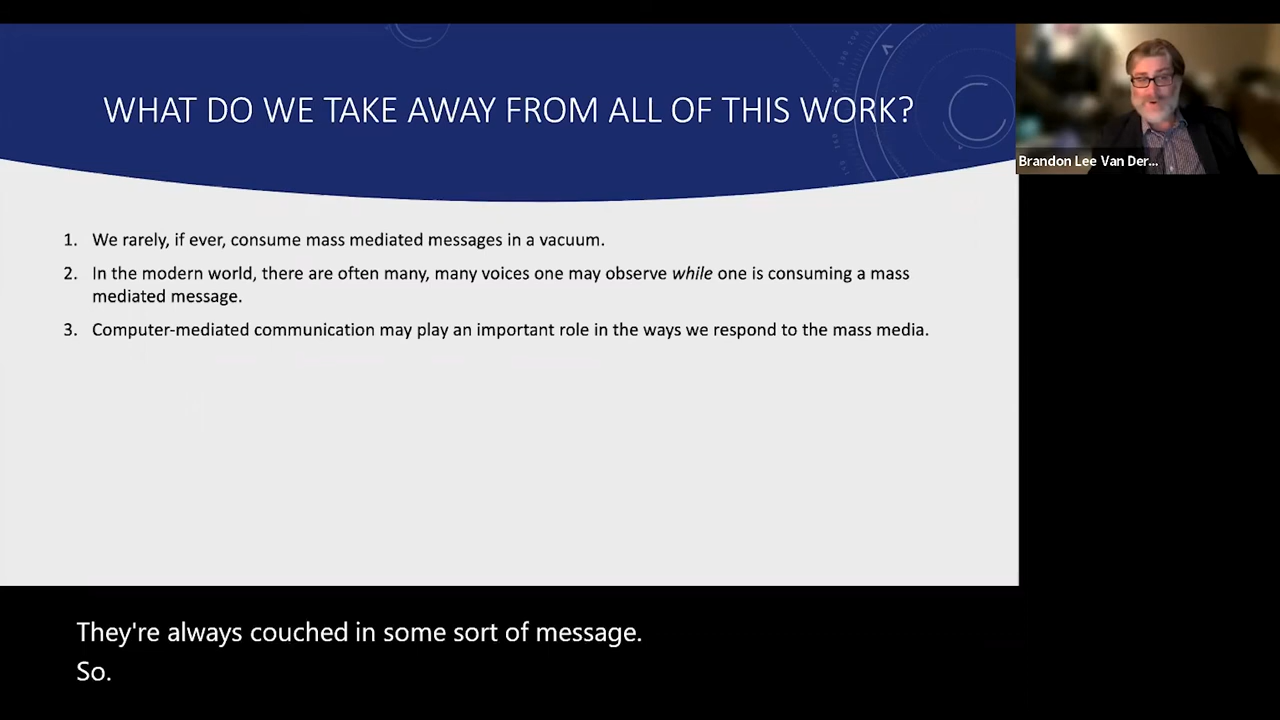 WHAT DO WE TAKE AWAY FROM ALL OF THIS WORK?
Brandon Lee Van Der...
1. We rarely, if ever, consume mass mediated messages in a vacuum.
2. In the modern world, there are often many, many voices one may observe while one is consuming a mass
mediated message.
3. Computer-mediated communication may play an important role in the ways we respond to the mass media.
They're always couched in some sort of message.
So.